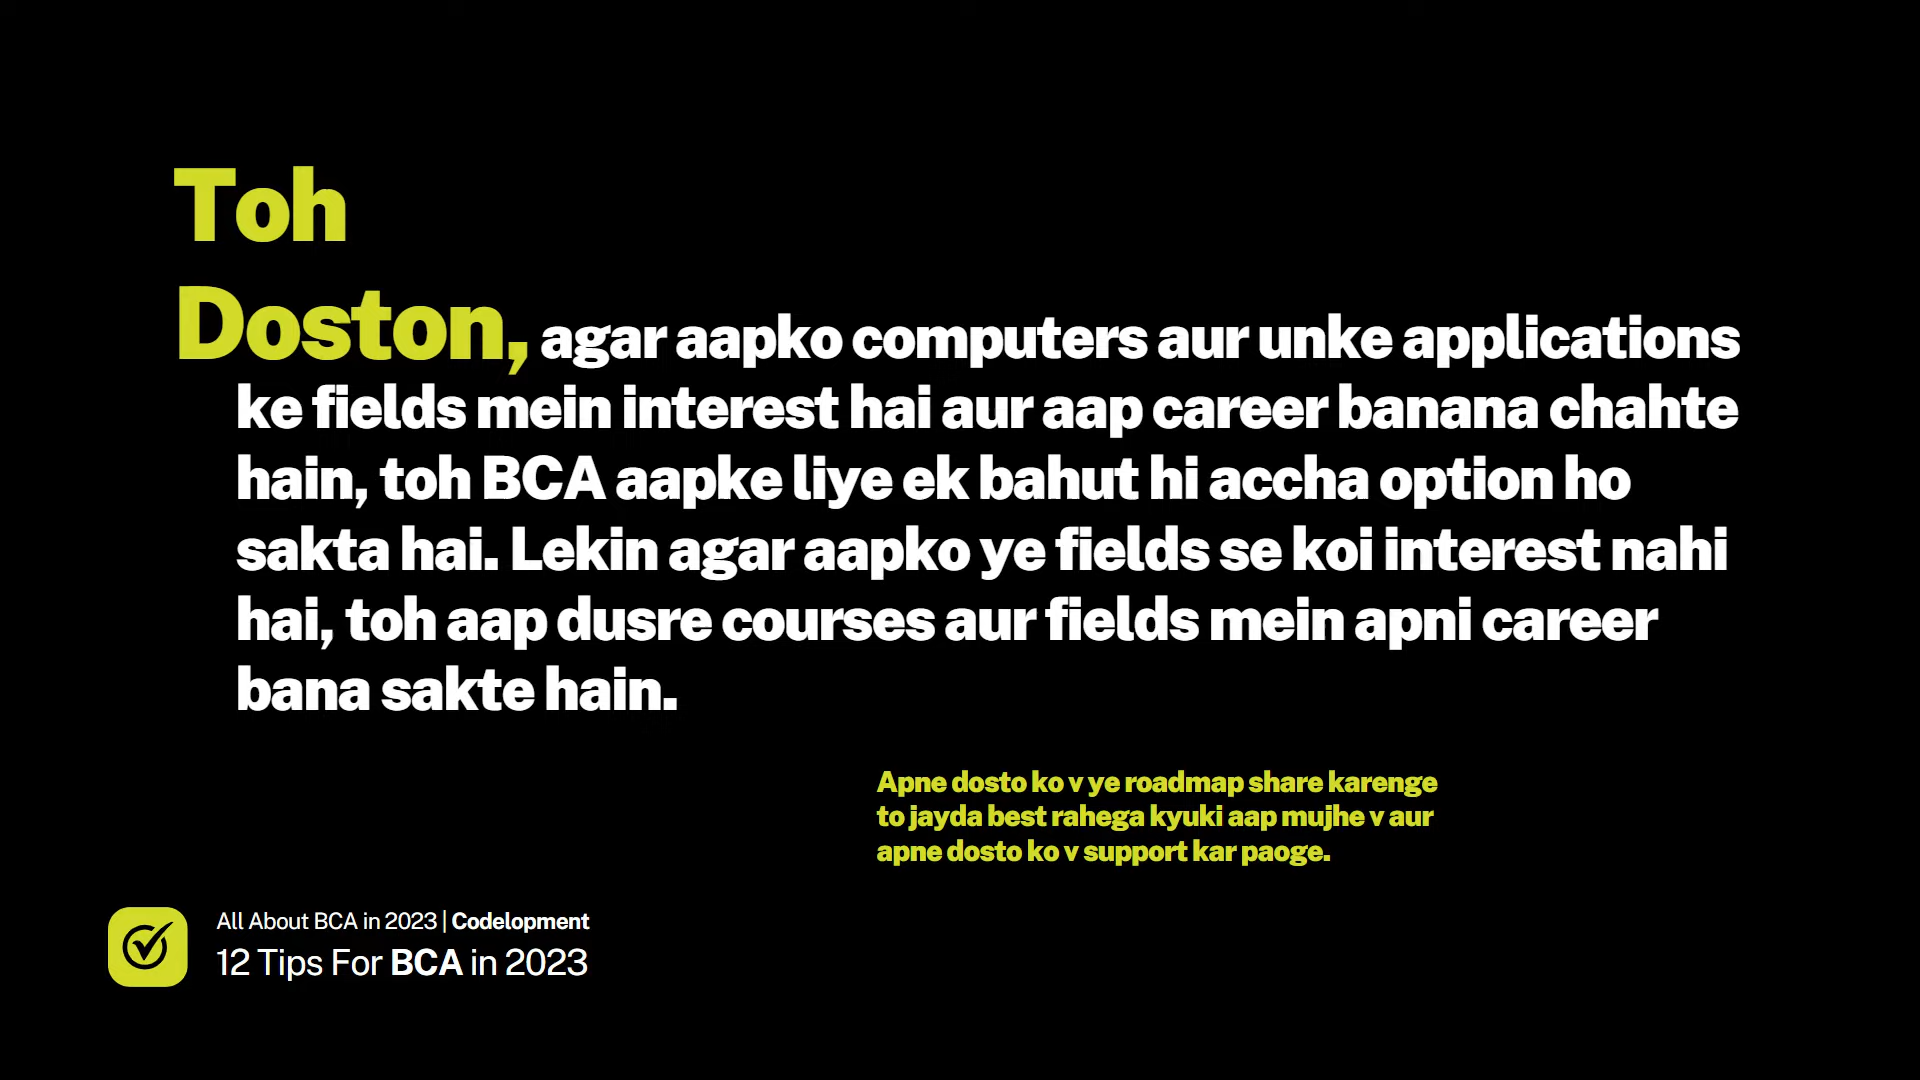 Toh
Doston, agar aapko computers aur unke applications
ke fields mein interest hai aur aap career banana chahte
hain, toh BCA aapke liye ek bahut hi accha option ho
sakta hai. Lekin agar aapko ye fields se koi interest nahi
hai, toh aap dusre courses aur fields mein apni career
bana sakte hain.
Apne dosto ko v ye roadmap share karenge
to jayda best rahega kyuki aap mujhe v aur
apne dosto ko v support kar paoge.
All About BCA in 2023 | Codelopment
12 Tips For BCA in 2023